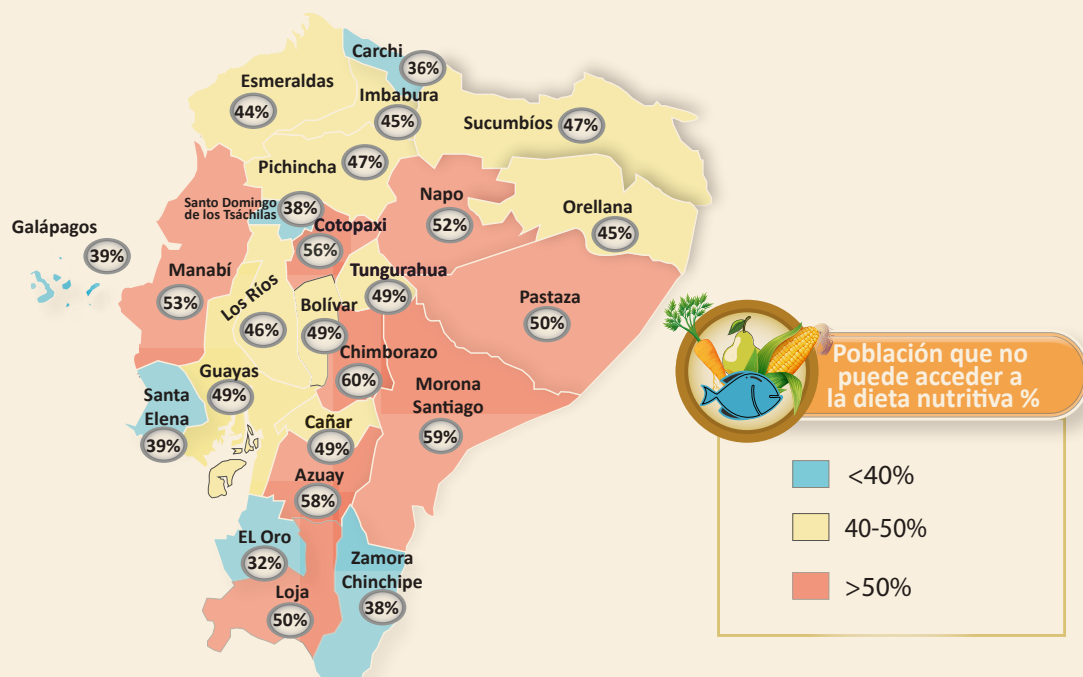 Carchi
36%
Esmeraldas
44%
Imbabura
45%
Sucumbíos
47%
Pichincha
47%
Santo Domingo
de los Tsáchilas
38%
Napo
52%
Orellana
45%
Galápagos
39%
Cotopaxi
56%
Manabí
53%
Los Ríos
46%
Tungurahua
49%
Bolívar
49%
Pastaza
50%
Chimborazo
60%
Guayas
49%
Santa
Elena
39%
Morona
Santiago
59%
Cañar
49%
Azuay
58%
EL Oro
32%
Zamora
Chinchipe
38%
Loja
50%
Población que no
puede acceder a
la dieta nutritiva %
<40%
40-50%
>50%